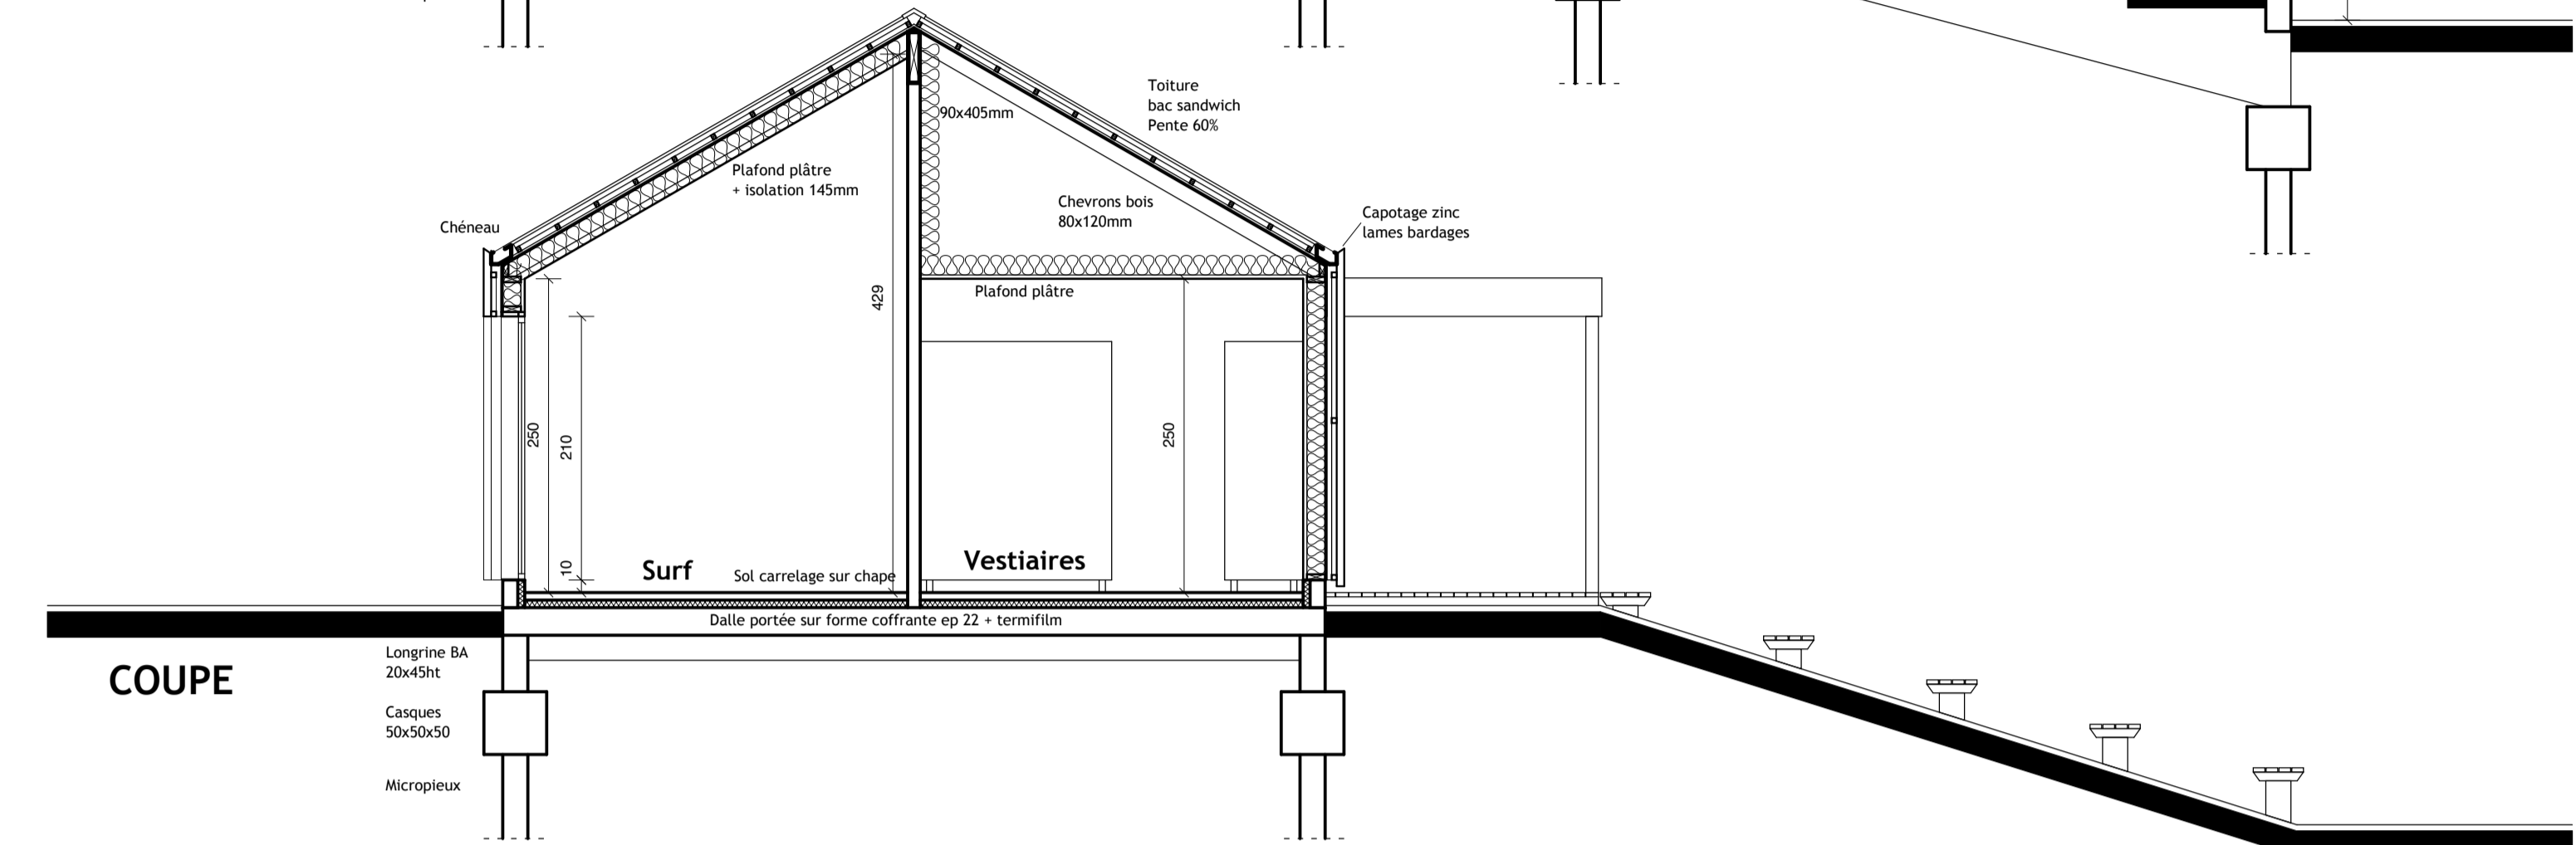 Toiture
bac sandwich
Pente 60%
90x405mm
Plafond plâtre
+ isolation 145mm
Chevrons bois
80x120mm
Chéneau
Capotage zinc
lames bardages
429
Plafond plâtre
250
210
250
10
Surf
Sol carrelage sur chape
Vestiaires
Dalle portée sur forme coffrante ep 22 + termifilm
COUPE
Longrine BA
20x45ht
Casques
50x50x50
Micropieux